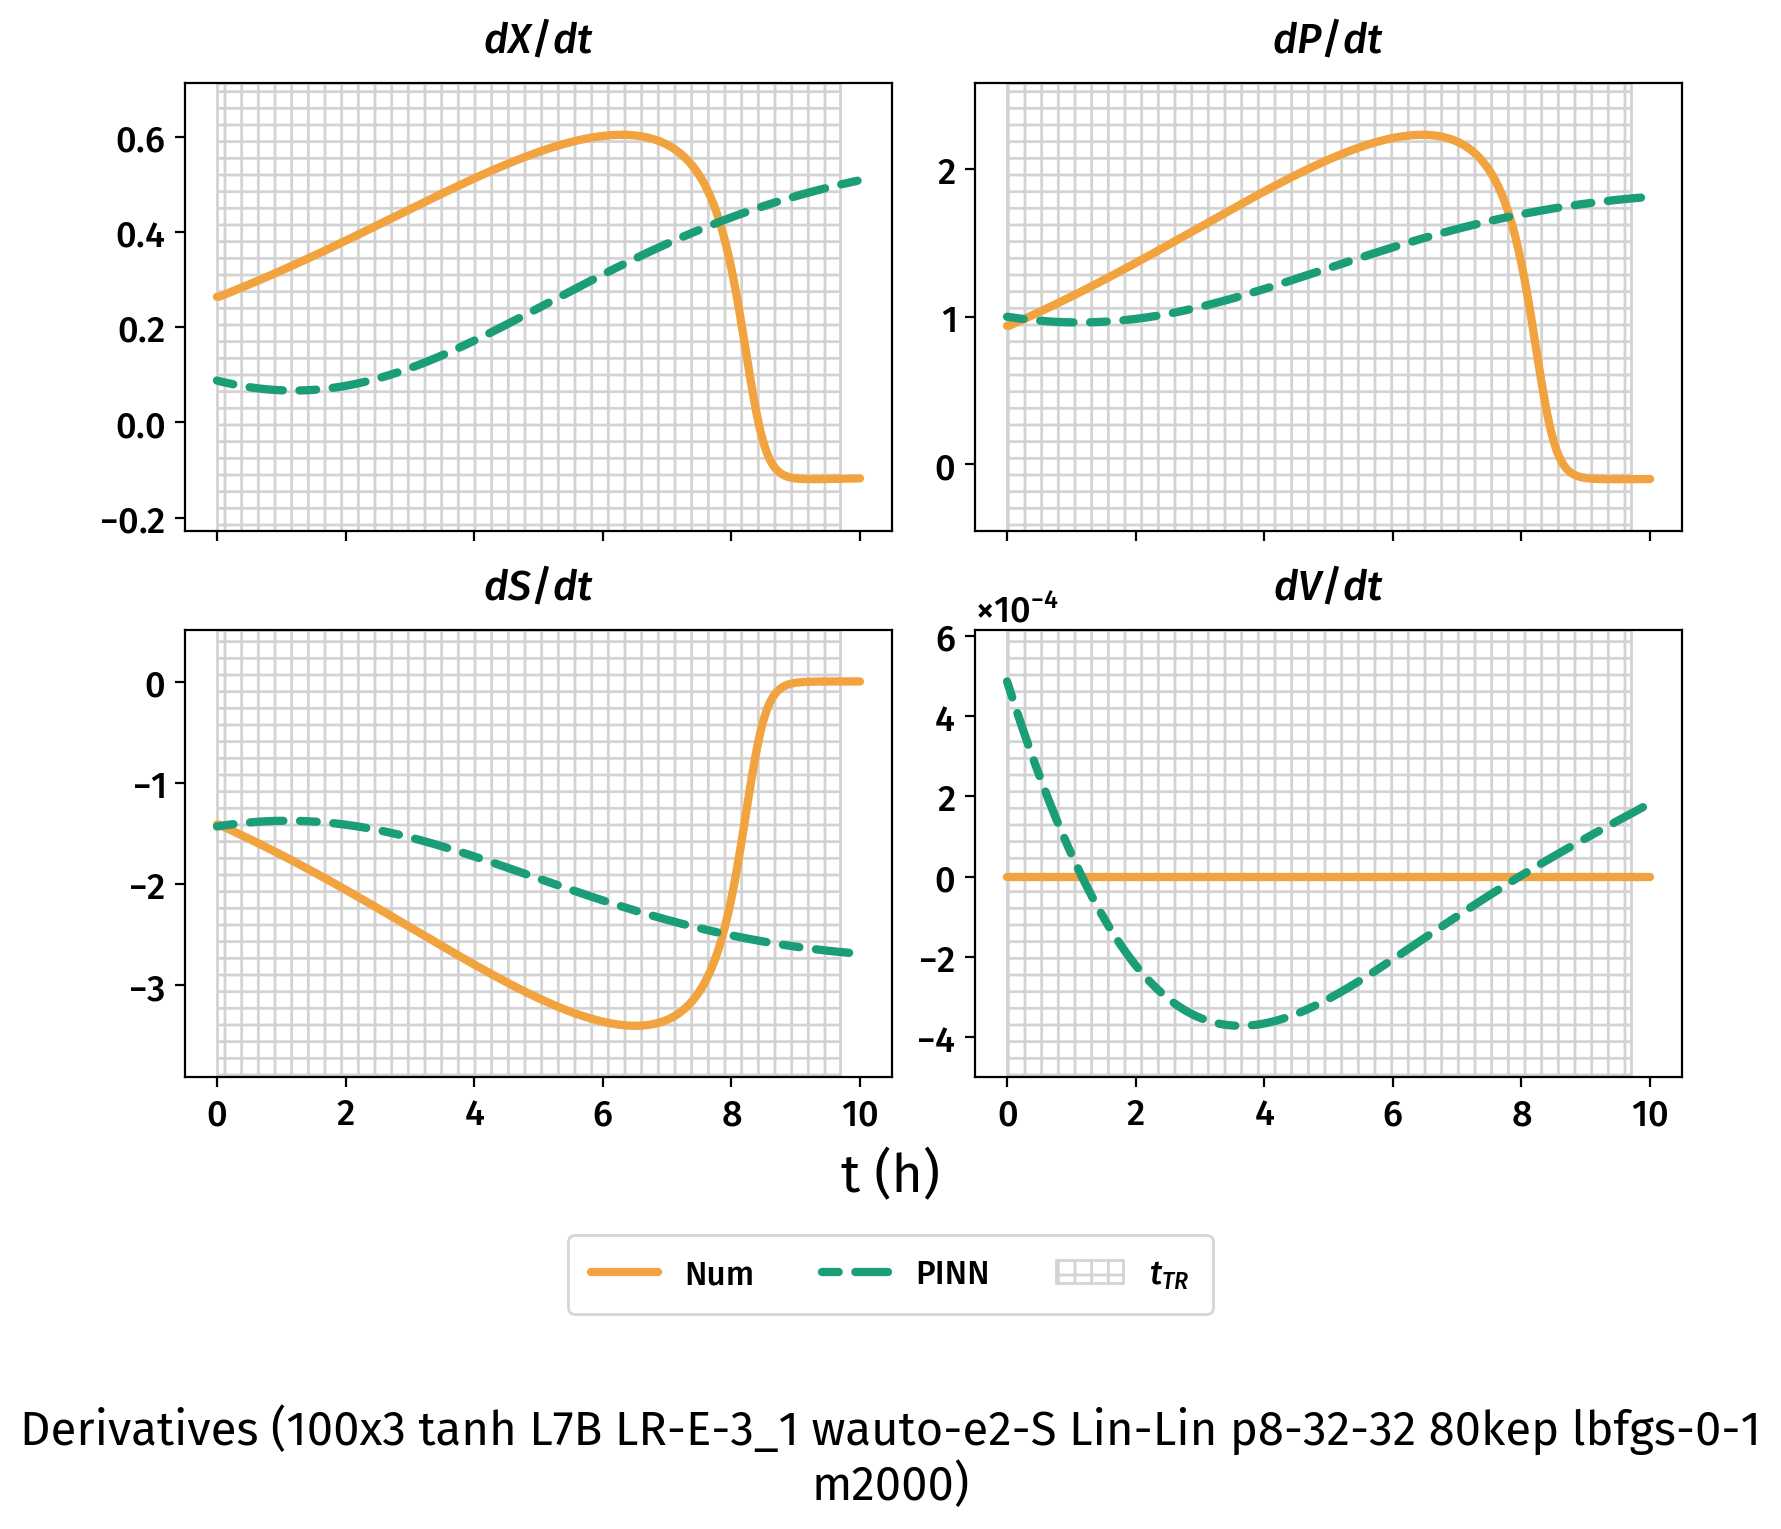 dX/dt
dP/dt
0.6
0.4
0.2
0.0
−0.2
2
1
0
dS/dt
dV/dt
×10⁻⁴
0
−1
−2
−3
6
4
2
0
−2
−4
0 2 4 6 8 10
0 2 4 6 8 10
t (h)
Num PINN t_TR
Derivatives (100x3 tanh L7B LR-E-3_1 wauto-e2-S Lin-Lin p8-32-32 80kep lbfgs-0-1
m2000)